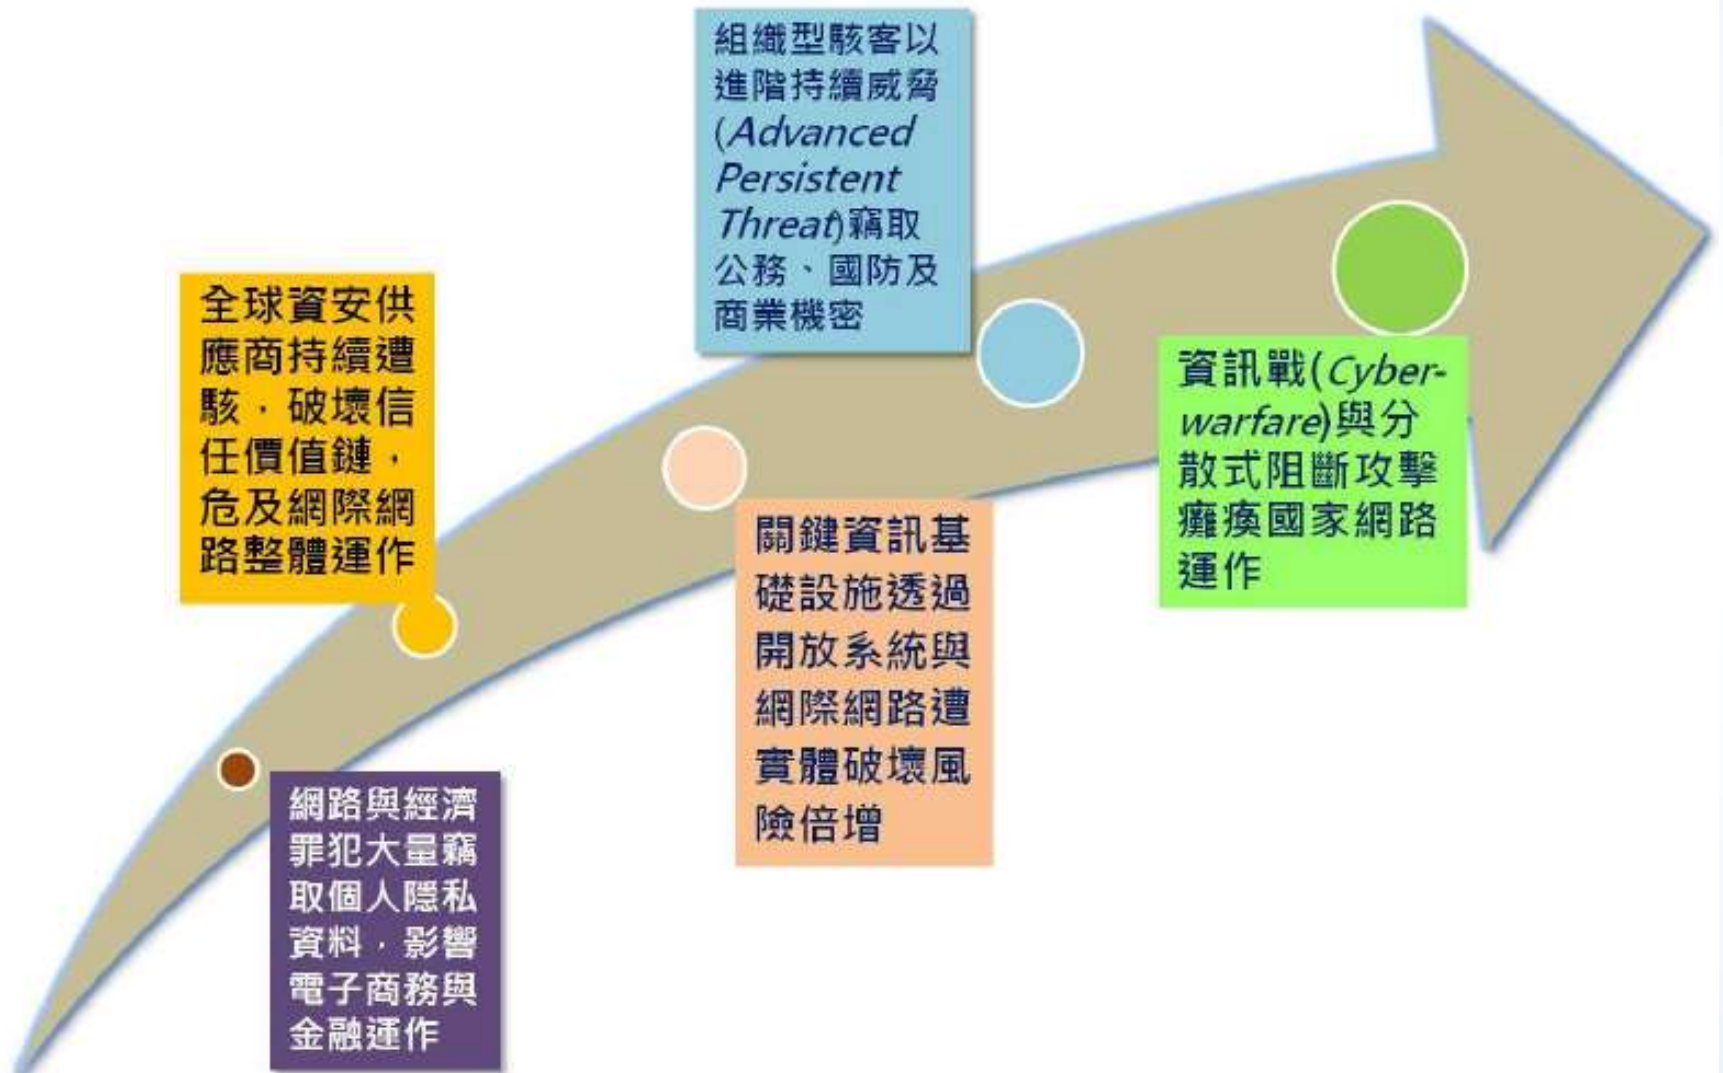 組織型駭客以
進階持續威脅
(Advanced
Persistent
Threat)竊取
公務、國防及
商業機密
全球資安供
應商持續遭
駭，破壞信
任價值鏈，
危及網際網
路整體運作
資訊戰(Cyber-
warfare)與分
散式阻斷攻擊
癱瘓國家網路
運作
關鍵資訊基
礎設施透過
開放系統與
網際網路遭
實體破壞風
險倍增
網路與經濟
罪犯大量竊
取個人隱私
資料，影響
電子商務與
金融運作